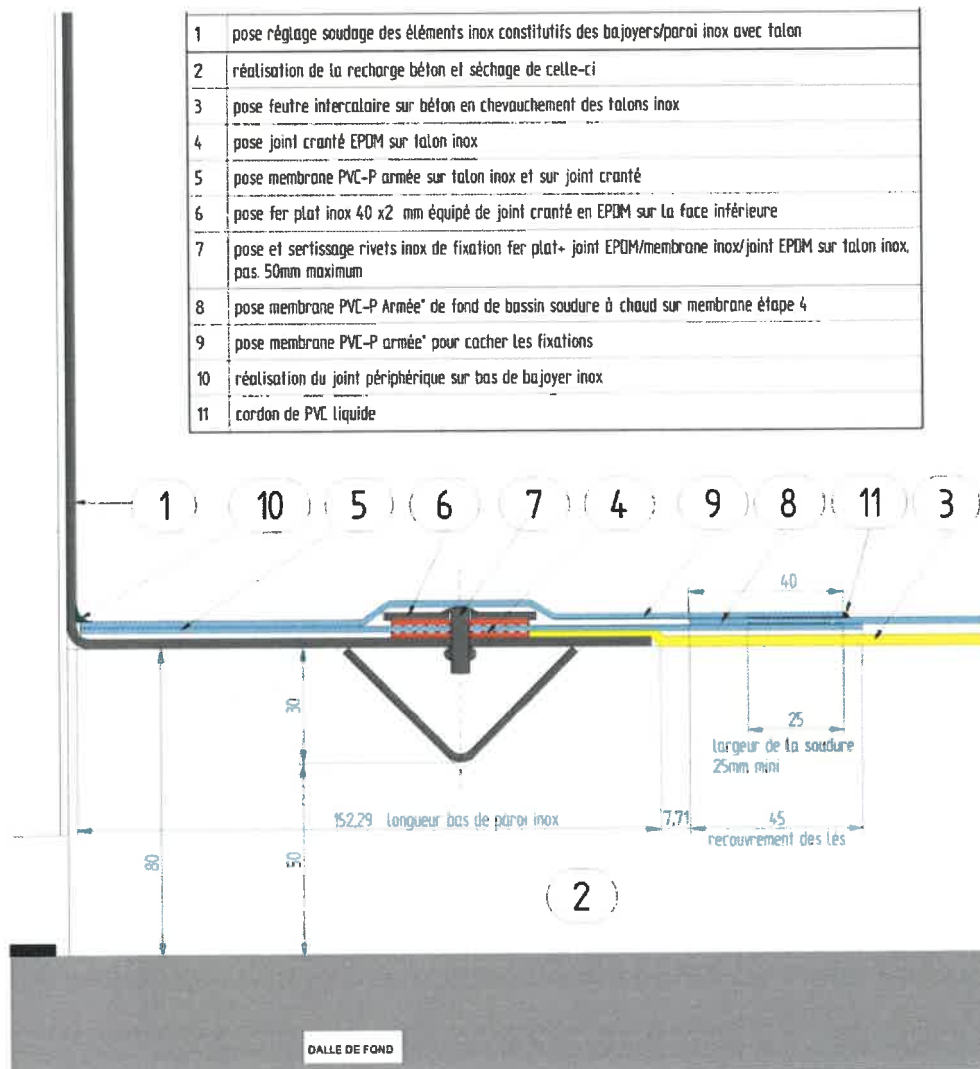 1 pose réglage soudage des éléments inox constitutifs des bajoyers/paroi inox avec talon
2 réalisation de la recharge béton et séchage de celle-ci
3 pose feutre intercalaire sur béton en chevauchement des talons inox
4 pose joint cranté EPDM sur talon inox
5 pose membrane PVC-P armée sur talon inox et sur joint cranté
6 pose fer plat inox 40 x2 mm équipé de joint cranté en EPDM sur la face inférieure
7 pose et sertissage rivets inox de fixation fer plat+ joint EPDM/membrane inox/joint EPDM sur talon inox,
pas. 50mm maximum
8 pose membrane PVC-P Armée* de fond de bassin soudure à chaud sur membrane étape 4
9 pose membrane PVC-P armée* pour cacher les fixations
10 réalisation du joint périphérique sur bas de bajoyer inox
11 cordon de PVC liquide
1 10 5 6 7 4 9 8 11 3
40
30
25
largeur de la soudure
25mm mini
152,29 longueur bas de paroi inox
7,71
45
recouvrement des lés
80
50
2
DALLE DE FOND